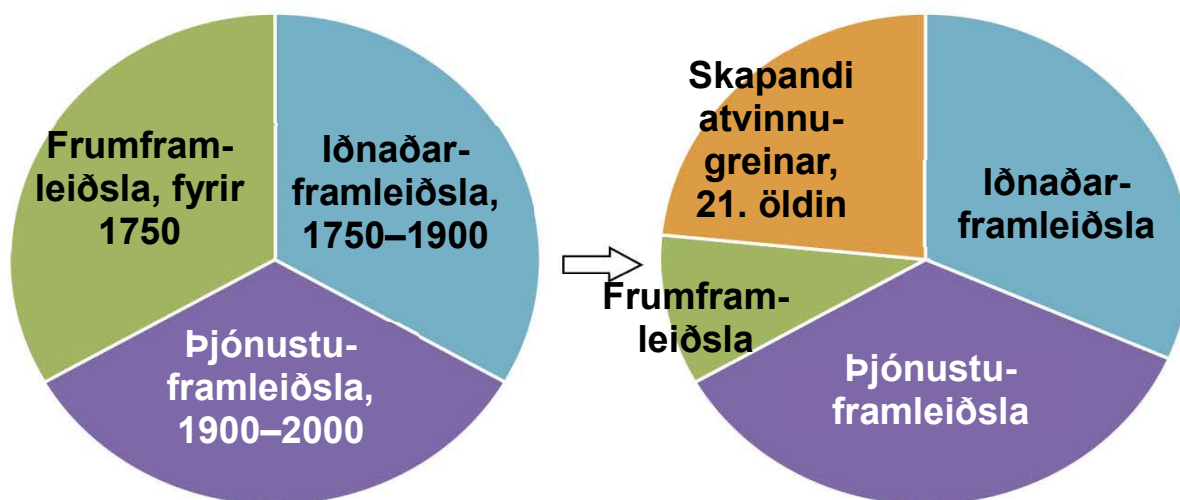 Frumfram-
leiðsla, fyrir
1750
Iðnaðar-
framleiðsla,
1750–1900
Þjónustu-
framleiðsla,
1900–2000
Skapandi
atvinnu-
greinar,
21. öldin
Iðnaðar-
framleiðsla
Frumfram-
leiðsla
Þjónustu-
framleiðsla